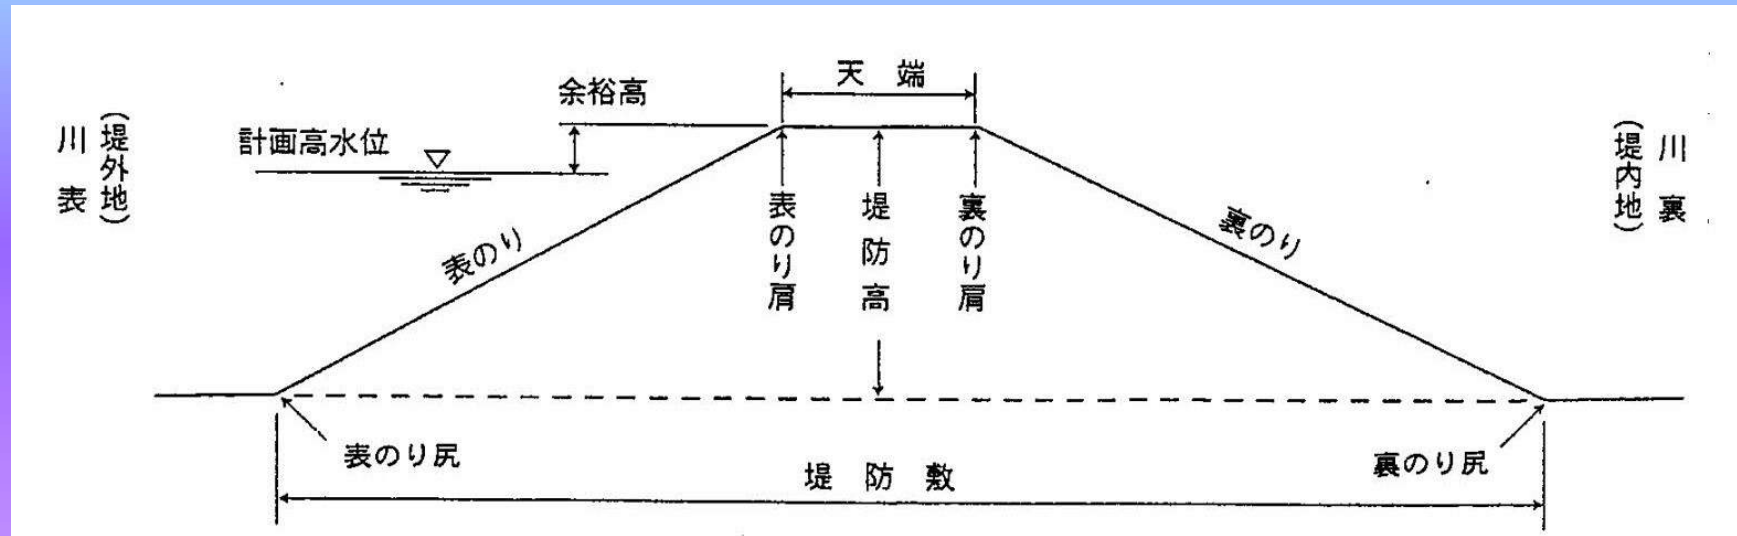 天端
余裕高
計画高水位
川表
(堤外地)
(堤内地)
川裏
表のり肩
堤防高
裏のり肩
表のり
裏のり
表のり尻
裏のり尻
堤防敷